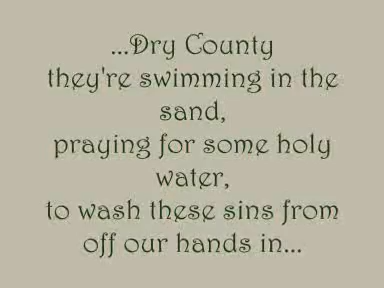 ...Dry County
they're swimming in the
sand,
praying for some holy
water,
to wash these sins from
off our hands in...